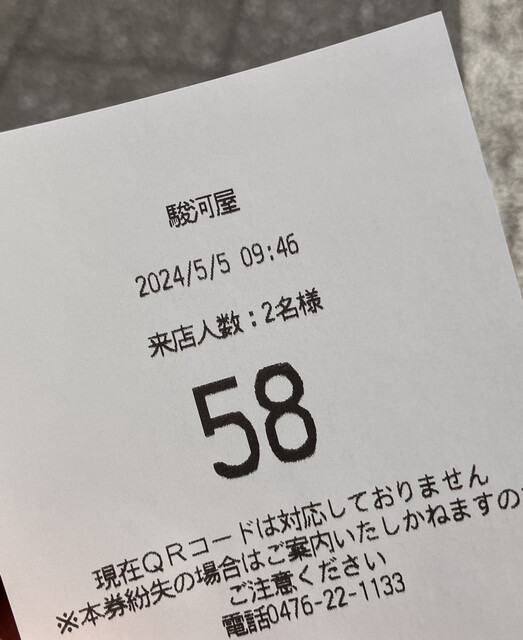 駿河屋
2024/5/5 09:46
来店人数：2名様
58
現在ＱＲコードは対応しておりません
※本券紛失の場合はご案内いたしかねますの
ご注意ください
電話0476-22-1133